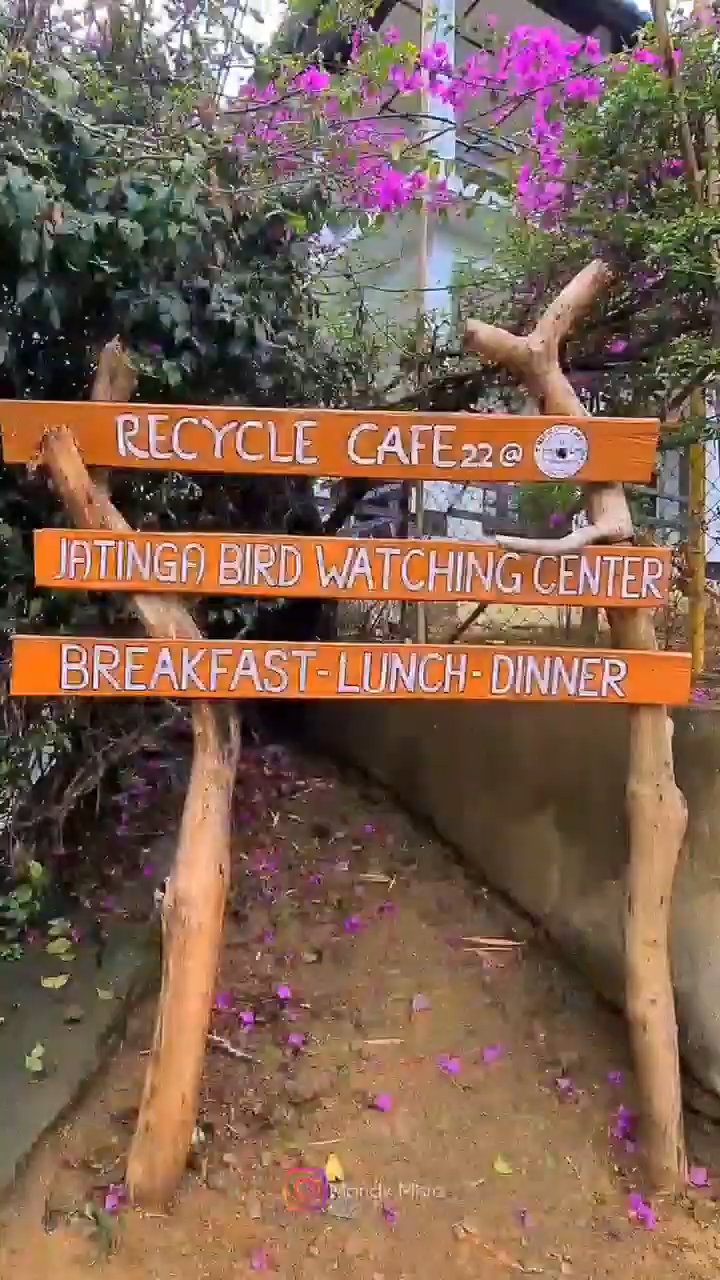 RECYCLE CAFE 22@
JATINGA BIRD WATCHING CENTER
BREAKFAST-LUNCH-DINNER